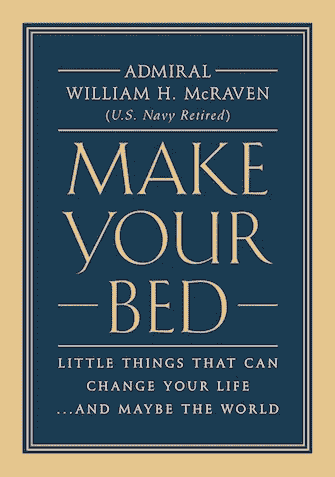 ADMIRAL
WILLIAM H. McRAVEN
(U.S. Navy Retired)
MAKE
YOUR
BED
LITTLE THINGS THAT CAN
CHANGE YOUR LIFE
...AND MAYBE THE WORLD